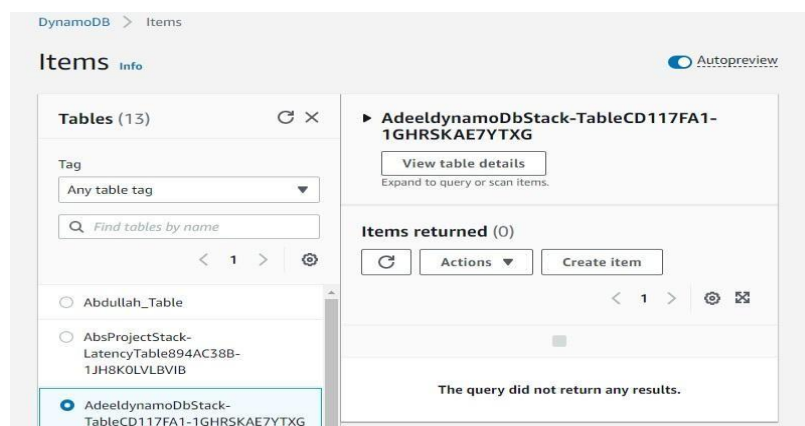 DynamoDB > Items
Items Info
Autopreview
Tables (13)
Tag
Any table tag
Find tables by name
< 1 >
Abdullah_Table
AbsProjectStack-
LatencyTable894AC38B-
1JH8K0LVLBVIB
AdeeldynamoDbStack-
TableCD117FA1-1GHRSKAE7YTXG
AdeeldynamoDbStack-TableCD117FA1-
1GHRSKAE7YTXG
View table details
Expand to query or scan items.
Items returned (0)
Actions
Create item
< 1 >
The query did not return any results.